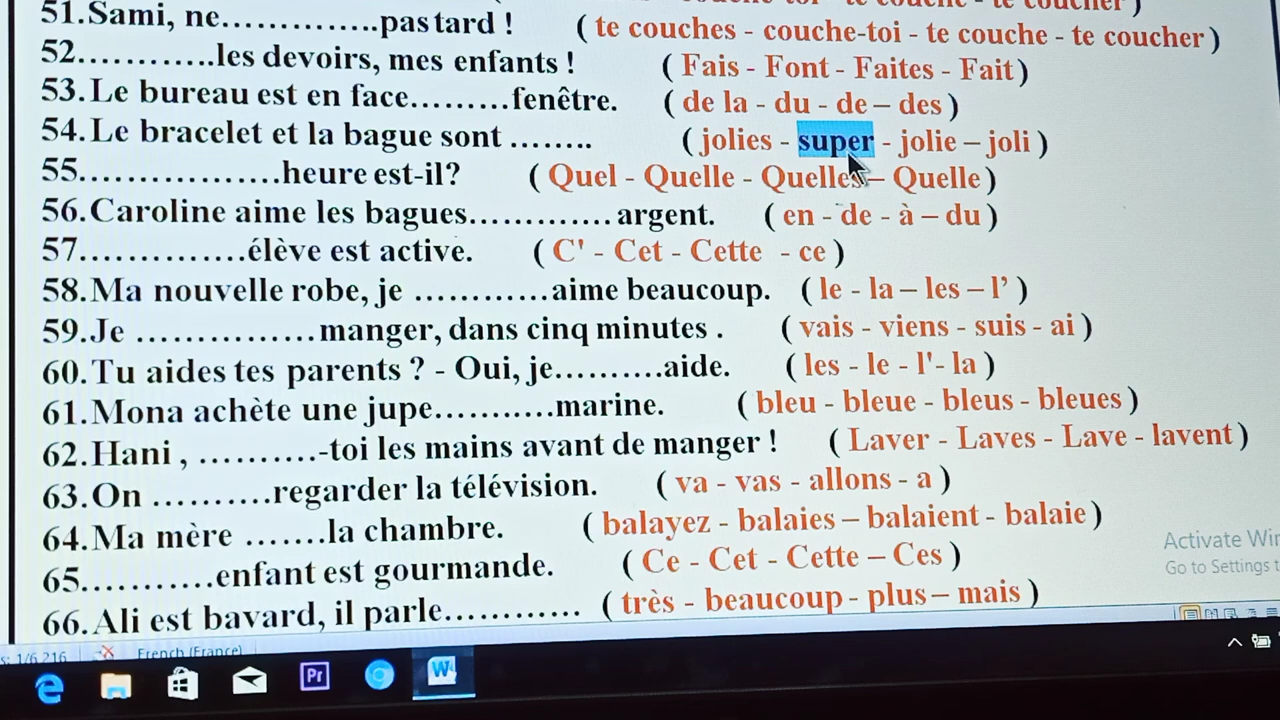 te coucher )
51.Sami, ne..............pas tard ! ( te couches - couche-toi - te couche - te coucher )
52............les devoirs, mes enfants ! ( Fais - Font - Faites - Fait )
53.Le bureau est en face.........fenêtre. ( de la - du - de – des )
54.Le bracelet et la bague sont ........ ( jolies - super - jolie – joli )
55..................heure est-il? ( Quel - Quelle - Quelles – Quelle )
56.Caroline aime les bagues.............argent. ( en - de - à – du )
57...............élève est active. ( C' - Cet - Cette - ce )
58.Ma nouvelle robe, je ............aime beaucoup. ( le - la – les – l’ )
59.Je ................manger, dans cinq minutes . ( vais - viens - suis - ai )
60.Tu aides tes parents ? - Oui, je..........aide. ( les - le - l'- la )
61.Mona achète une jupe...........marine. ( bleu - bleue - bleus - bleues )
62.Hani , ..........-toi les mains avant de manger ! ( Laver - Laves - Lave - lavent )
63.On ..........regarder la télévision. ( va - vas - allons - a )
64.Ma mère .......la chambre. ( balayez - balaies – balaient - balaie )
65............enfant est gourmande. ( Ce - Cet - Cette – Ces )
66.Ali est bavard, il parle............ ( très - beaucoup - plus – mais )
Activate Win
Go to Settings t
s: 1/6,216 French (France)
Pr
W